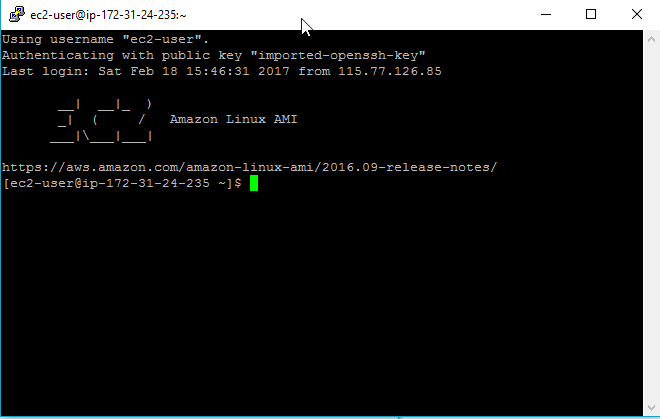 ec2-user@ip-172-31-24-235:~
Using username "ec2-user".
Authenticating with public key "imported-openssh-key"
Last login: Sat Feb 18 15:46:31 2017 from 115.77.126.85
       __|  __|_  )
       _|  (     /   Amazon Linux AMI
      ___|\___|___|
https://aws.amazon.com/amazon-linux-ami/2016.09-release-notes/
[ec2-user@ip-172-31-24-235 ~]$